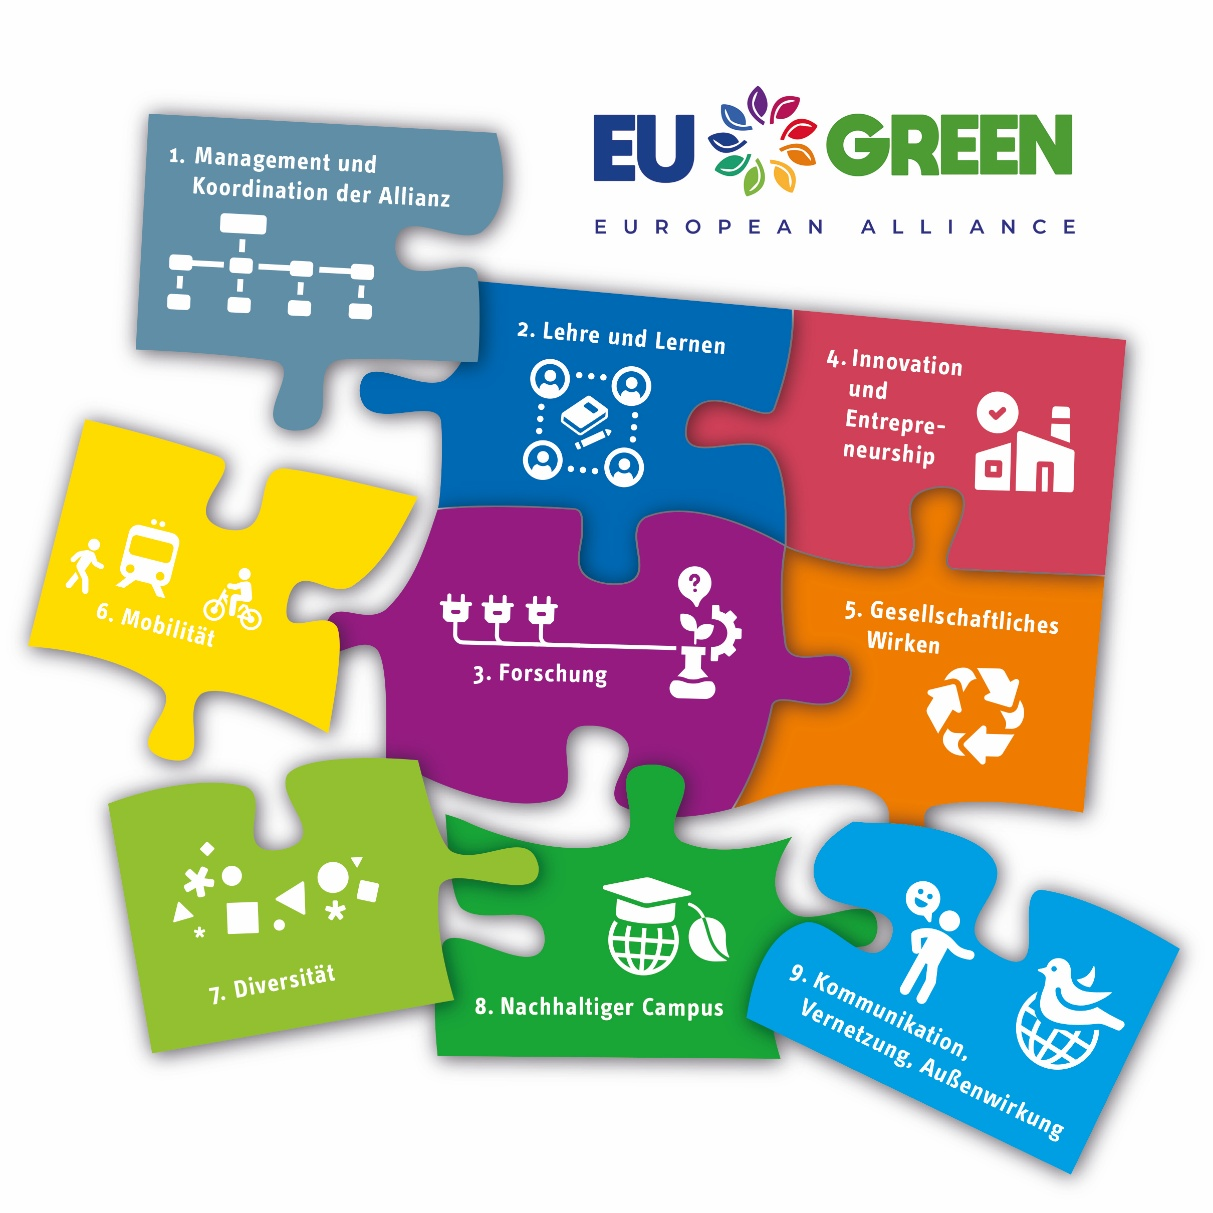 EU GREEN
EUROPEAN ALLIANCE
1. Management und
Koordination der Allianz
2. Lehre und Lernen
4. Innovation
und
Entrepre-
neurship
3. Forschung
5. Gesellschaftliches
Wirken
6. Mobilität
7. Diversität
8. Nachhaltiger Campus
9. Kommunikation,
Vernetzung, Außenwirkung